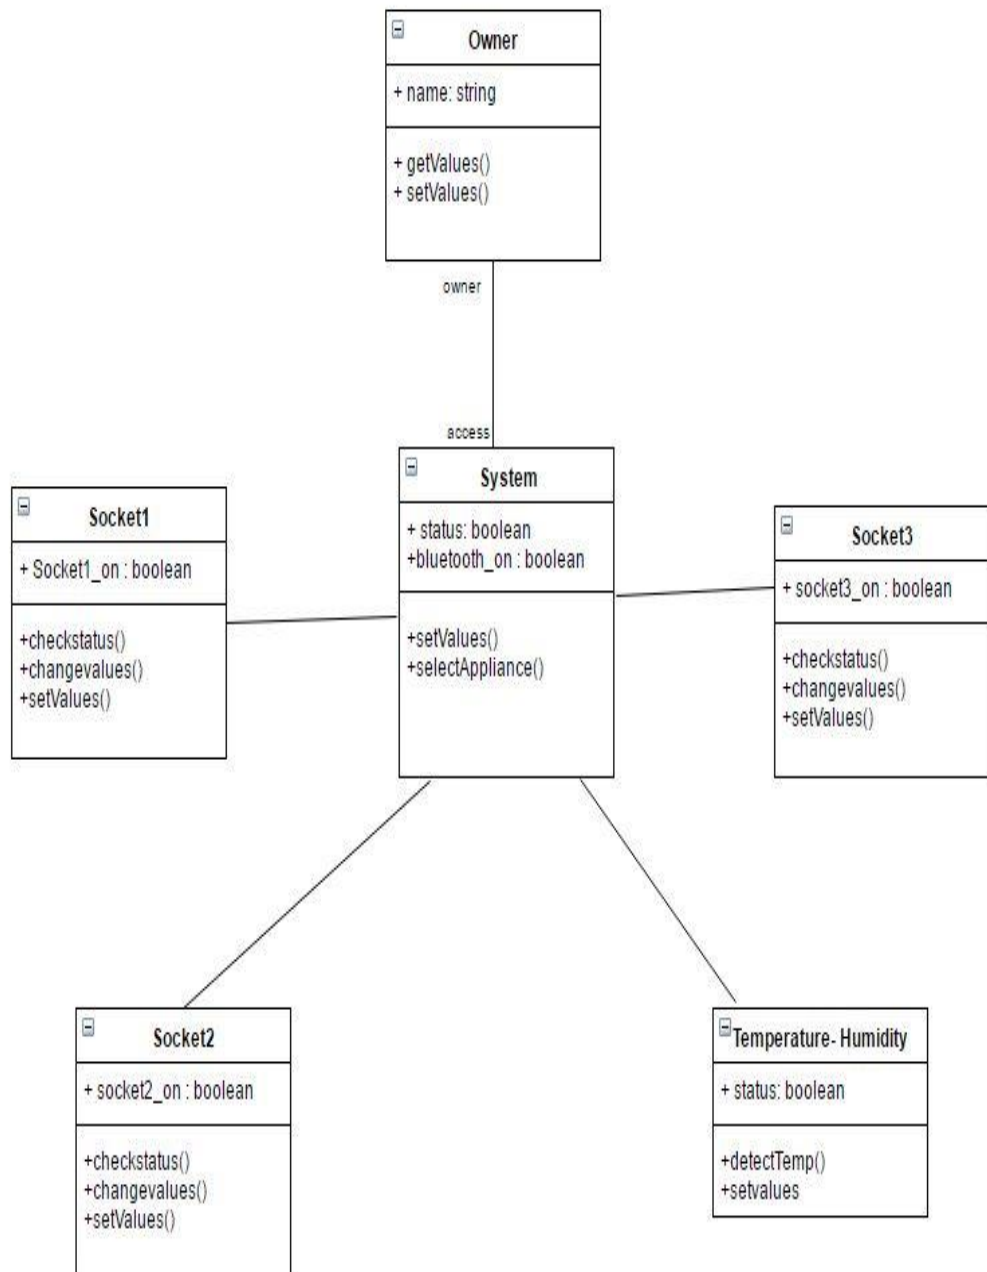 Owner
+ name: string
+ getValues()
+ setValues()
owner
access
System
+ status: boolean
+bluetooth_on : boolean
+setValues()
+selectAppliance()
Socket1
+ Socket1_on : boolean
+checkstatus()
+changevalues()
+setValues()
Socket3
+ socket3_on : boolean
+checkstatus()
+changevalues()
+setValues()
Socket2
+ socket2_on : boolean
+checkstatus()
+changevalues()
+setValues()
Temperature- Humidity
+ status: boolean
+detectTemp()
+setvalues